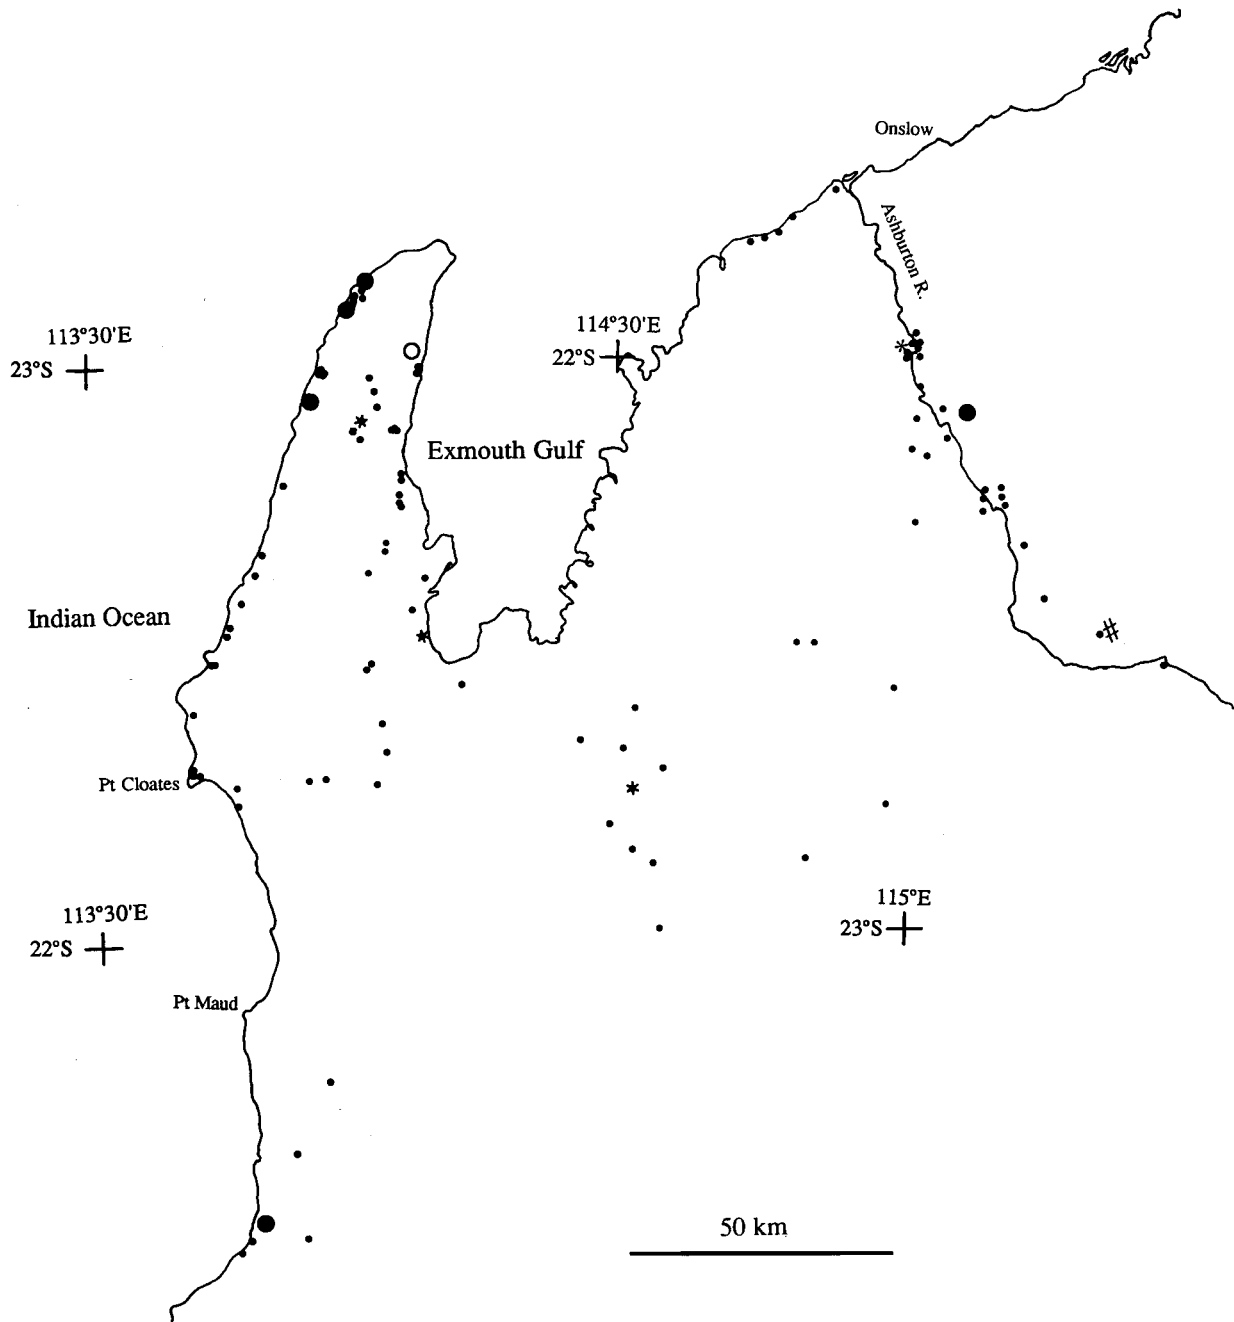 Onslow
Ashburton R.
113°30'E
23°S
114°30'E
22°S
Exmouth Gulf
Indian Ocean
Pt Cloates
113°30'E
22°S
115°E
23°S
Pt Maud
50 km